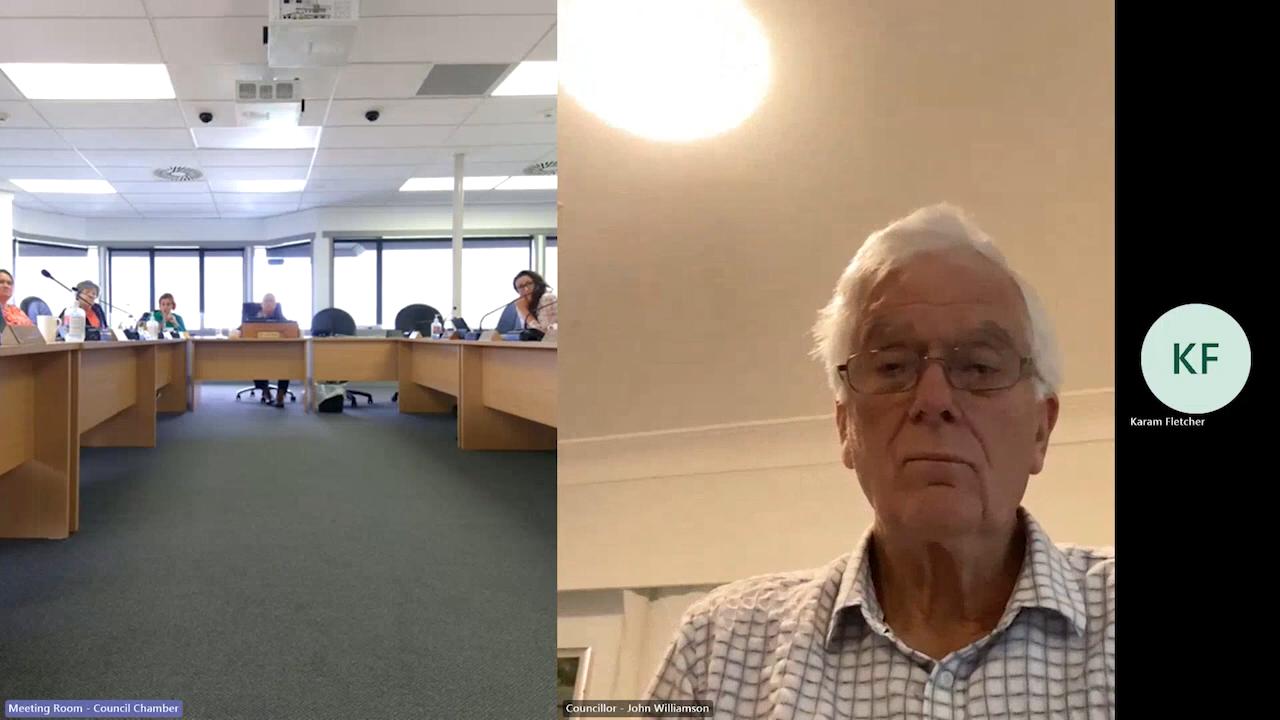 KF
Karam Fletcher
Meeting Room - Council Chamber
Councillor - John Williamson